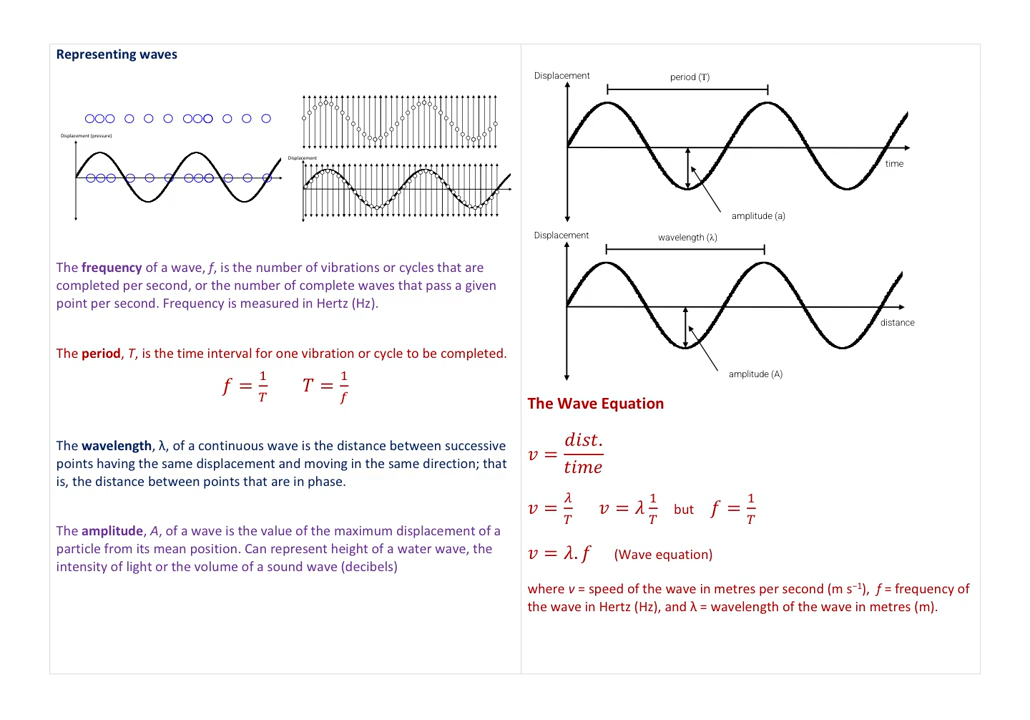 Representing waves
Displacement (pressure)
Displacement
The frequency of a wave, f, is the number of vibrations or cycles that are
completed per second, or the number of complete waves that pass a given
point per second. Frequency is measured in Hertz (Hz).
The period, T, is the time interval for one vibration or cycle to be completed.
f = 1/T T = 1/f
The wavelength, λ, of a continuous wave is the distance between successive
points having the same displacement and moving in the same direction; that
is, the distance between points that are in phase.
The amplitude, A, of a wave is the value of the maximum displacement of a
particle from its mean position. Can represent height of a water wave, the
intensity of light or the volume of a sound wave (decibels)
Displacement period (T)
time
amplitude (a)
Displacement wavelength (λ)
distance
amplitude (A)
The Wave Equation
v = dist./time
v = λ/T v = λ 1/T but f = 1/T
v = λ.f (Wave equation)
where v = speed of the wave in metres per second (m s⁻¹), f = frequency of
the wave in Hertz (Hz), and λ = wavelength of the wave in metres (m).